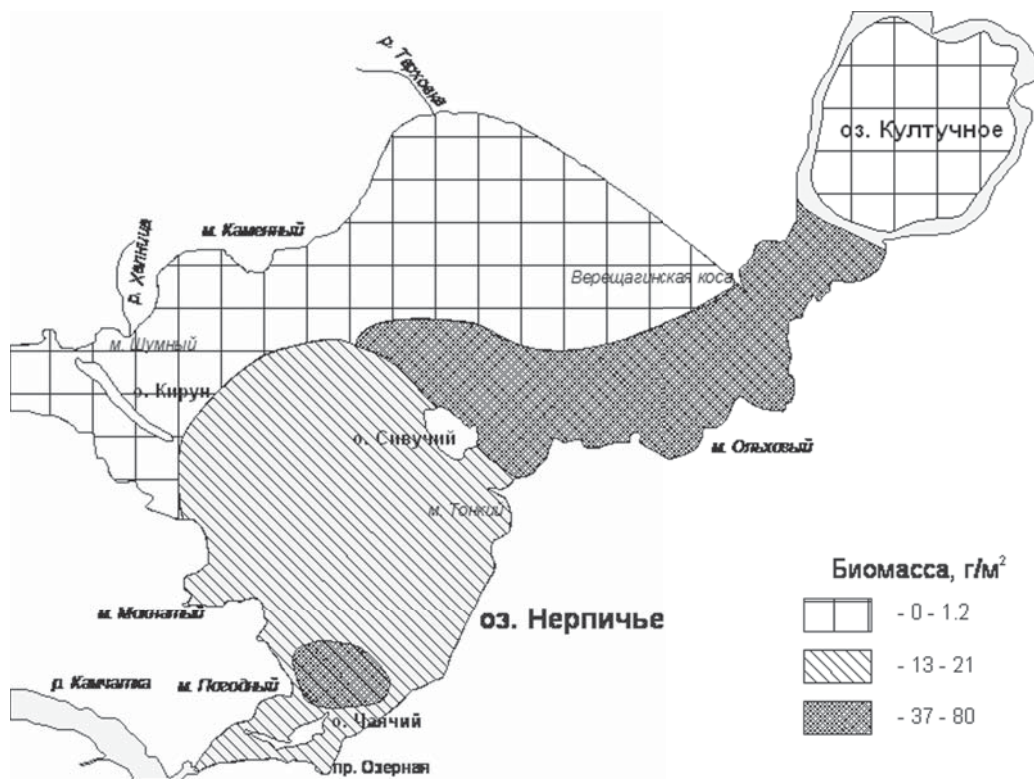 р. Тарховка
оз. Култучное
р. Халница
м. Каменный
Верещагинская коса
м. Шумный
о. Кирун
о. Сивучий
м. Ольховый
м. Тонкий
м. Мохнатый
оз. Нерпичье
р. Камчатка
м. Погодный
о. Чаячий
пр. Озерная
Биомасса, г/м²
- 0 - 1.2
- 13 - 21
- 37 - 80